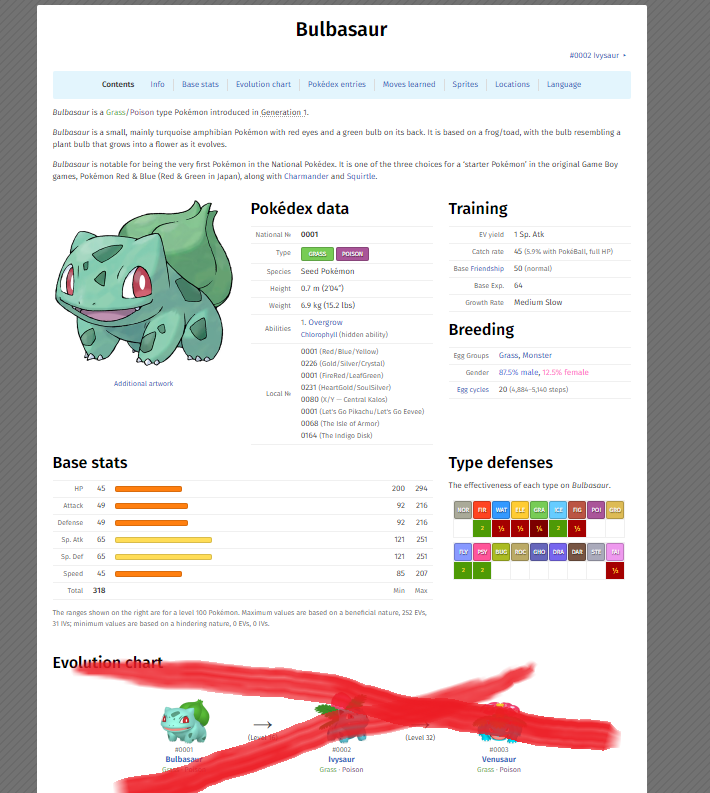 Bulbasaur
#0002 Ivysaur ▸
Contents Info Base stats Evolution chart Pokédex entries Moves learned Sprites Locations Language
Bulbasaur is a Grass/Poison type Pokémon introduced in Generation 1.
Bulbasaur is a small, mainly turquoise amphibian Pokémon with red eyes and a green bulb on its back. It is based on a frog/toad, with the bulb resembling a
plant bulb that grows into a flower as it evolves.
Bulbasaur is notable for being the very first Pokémon in the National Pokédex. It is one of the three choices for a 'starter Pokémon' in the original Game Boy
games, Pokémon Red & Blue (Red & Green in Japan), along with Charmander and Squirtle.
Additional artwork
Pokédex data
National № 0001
Type GRASS POISON
Species Seed Pokémon
Height 0.7 m (2'04")
Weight 6.9 kg (15.2 lbs)
Abilities 1. Overgrow
Chlorophyll (hidden ability)
Local № 0001 (Red/Blue/Yellow)
0226 (Gold/Silver/Crystal)
0001 (FireRed/LeafGreen)
0231 (HeartGold/SoulSilver)
0080 (X/Y — Central Kalos)
0001 (Let's Go Pikachu/Let's Go Eevee)
0068 (The Isle of Armor)
0164 (The Indigo Disk)
Training
EV yield 1 Sp. Atk
Catch rate 45 (5.9% with PokéBall, full HP)
Base Friendship 50 (normal)
Base Exp. 64
Growth Rate Medium Slow
Breeding
Egg Groups Grass, Monster
Gender 87.5% male, 12.5% female
Egg cycles 20 (4,884–5,140 steps)
Base stats
HP 45 200 294
Attack 49 92 216
Defense 49 92 216
Sp. Atk 65 121 251
Sp. Def 65 121 251
Speed 45 85 207
Total 318 Min Max
The ranges shown on the right are for a level 100 Pokémon. Maximum values are based on a beneficial nature, 252 EVs,
31 IVs; minimum values are based on a hindering nature, 0 EVs, 0 IVs.
Type defenses
The effectiveness of each type on Bulbasaur.
NOR FIR WAT ELE GRA ICE FIG POI GRO
2 ½ ½ ¼ 2 ½
FLY PSY BUG ROC GHO DRA DAR STE FAI
2 2 ½
Evolution chart
→
(Level 32)
#0001
Bulbasaur
#0002
Ivysaur
Grass · Poison
#0003
Venusaur
Grass · Poison